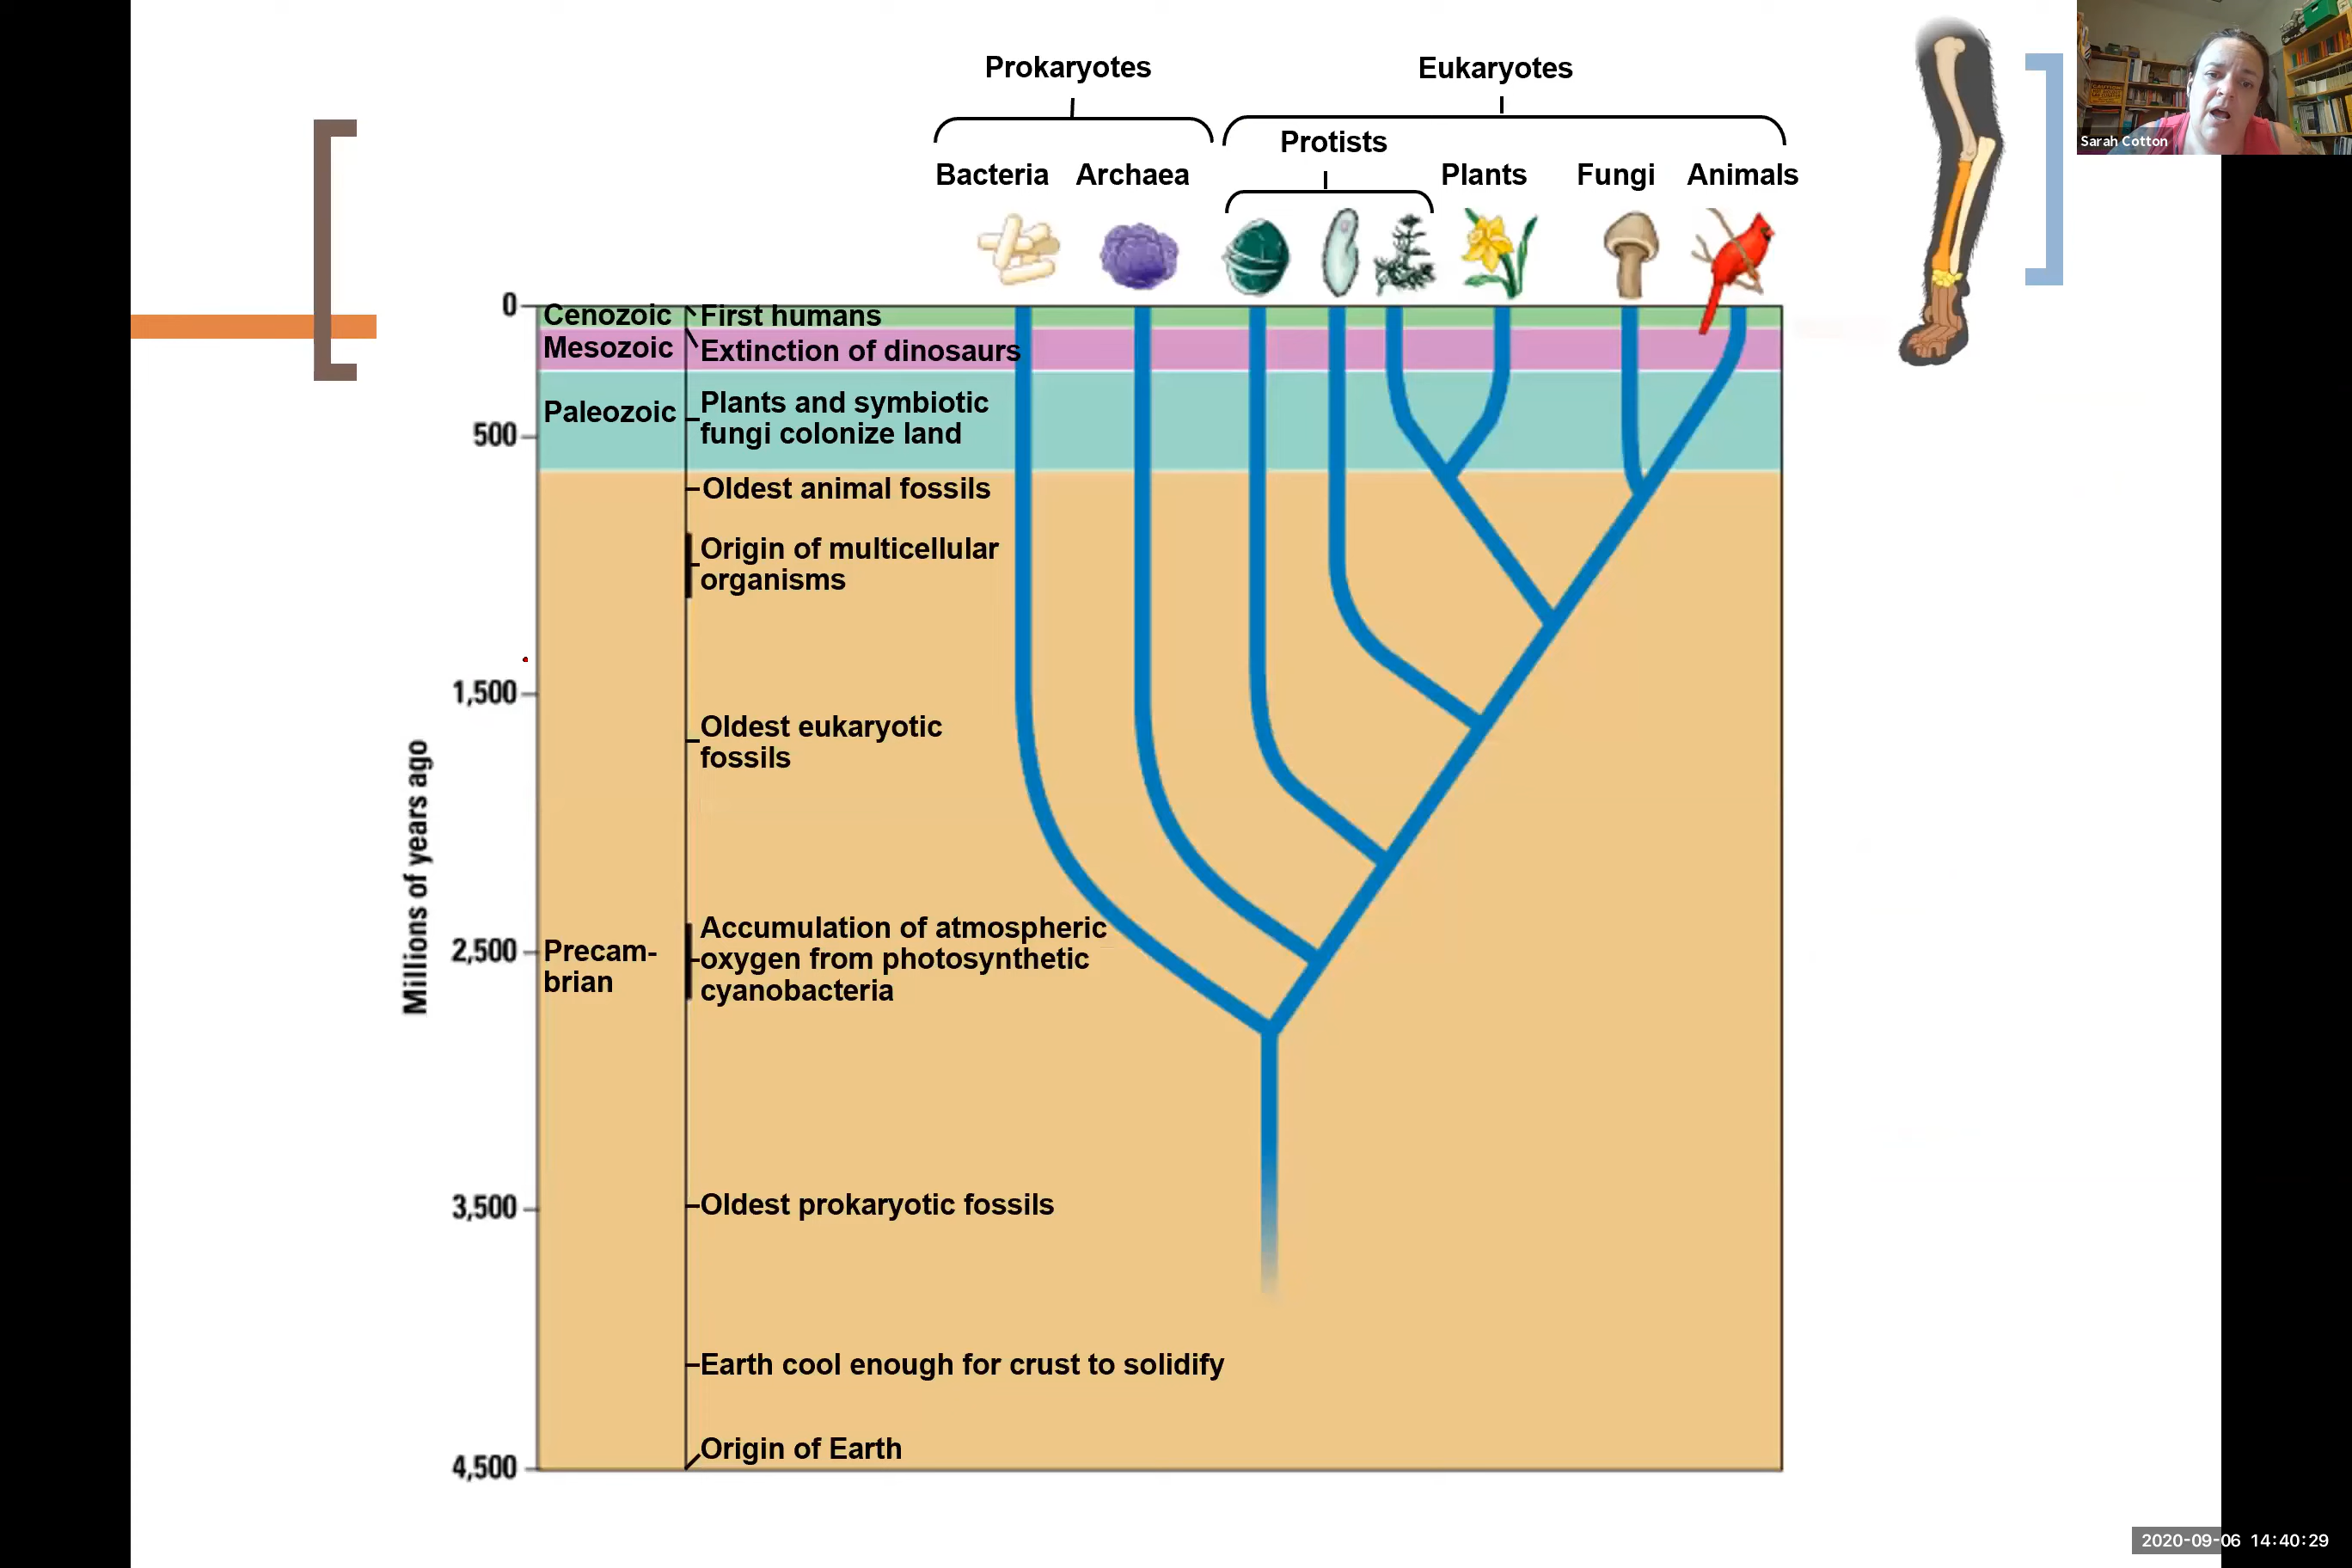 Prokaryotes
Eukaryotes
Protists
Bacteria
Archaea
Plants
Fungi
Animals
Sarah Cotton
0
Cenozoic
First humans
Mesozoic
Extinction of dinosaurs
Paleozoic
Plants and symbiotic
fungi colonize land
500
Oldest animal fossils
Origin of multicellular
organisms
1,500
Oldest eukaryotic
fossils
Millions of years ago
Accumulation of atmospheric
oxygen from photosynthetic
cyanobacteria
2,500
Precam-
brian
3,500
Oldest prokaryotic fossils
Earth cool enough for crust to solidify
Origin of Earth
4,500
2020-09-06 14:40:29